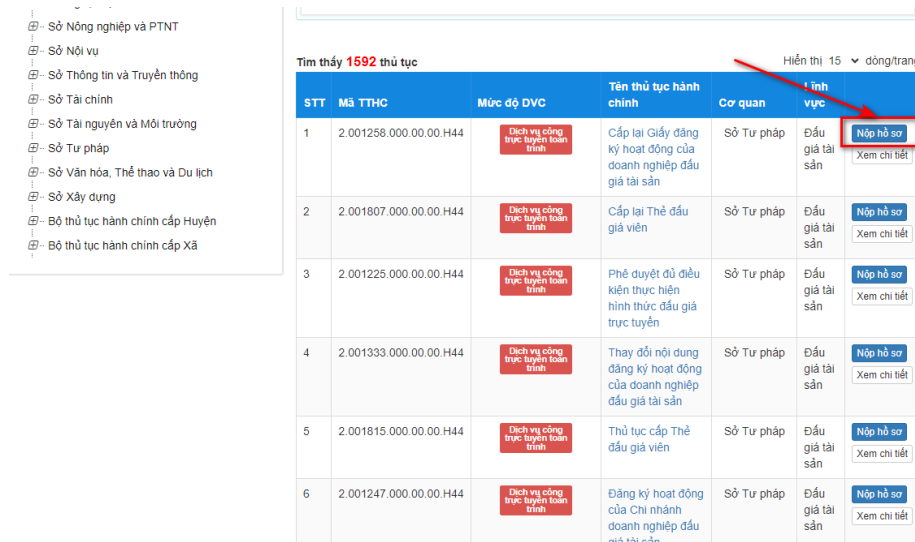 Sở Nông nghiệp và PTNT
Sở Nội vụ
Sở Thông tin và Truyền thông
Sở Tài chính
Sở Tài nguyên và Môi trường
Sở Tư pháp
Sở Văn hóa, Thể thao và Du lịch
Sở Xây dựng
Bộ thủ tục hành chính cấp Huyện
Bộ thủ tục hành chính cấp Xã
Tìm thấy 1592 thủ tục
Hiển thị 15 dòng/trang
STT Mã TTHC Mức độ DVC Tên thủ tục hành chính Cơ quan Lĩnh vực
1 2.001258.000.00.00.H44 Dịch vụ công Cấp lại Giấy đăng Sở Tư pháp Đấu Nộp hồ sơ
trực tuyến toàn ký hoạt động của giá tài Xem chi tiết
trình doanh nghiệp đấu sản
giá tài sản
2 2.001807.000.00.00.H44 Dịch vụ công Cấp lại Thẻ đấu Sở Tư pháp Đấu Nộp hồ sơ
trực tuyến toàn giá viên giá tài Xem chi tiết
trình sản
3 2.001225.000.00.00.H44 Dịch vụ công Phê duyệt đủ điều Sở Tư pháp Đấu Nộp hồ sơ
trực tuyến toàn kiện thực hiện giá tài Xem chi tiết
trình hình thức đấu giá sản
trực tuyến
4 2.001333.000.00.00.H44 Dịch vụ công Thay đổi nội dung Sở Tư pháp Đấu Nộp hồ sơ
trực tuyến toàn đăng ký hoạt động giá tài Xem chi tiết
trình của doanh nghiệp sản
đấu giá tài sản
5 2.001815.000.00.00.H44 Dịch vụ công Thủ tục cấp Thẻ Sở Tư pháp Đấu Nộp hồ sơ
trực tuyến toàn đấu giá viên giá tài Xem chi tiết
trình sản
6 2.001247.000.00.00.H44 Dịch vụ công Đăng ký hoạt động Sở Tư pháp Đấu Nộp hồ sơ
trực tuyến toàn của Chi nhánh giá tài Xem chi tiết
trình doanh nghiệp đấu sản
giá tài sản